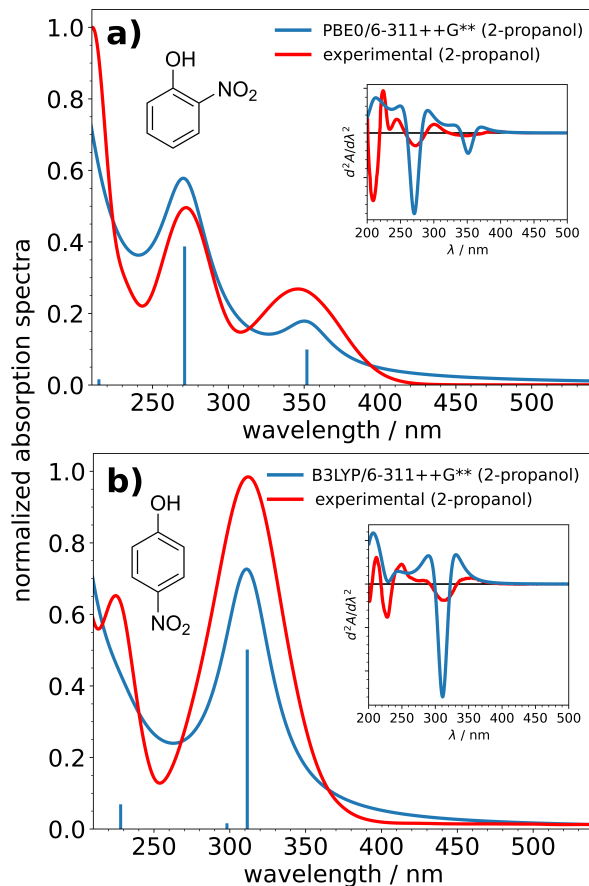 normalized absorption spectra
a)
PBE0/6-311++G** (2-propanol)
experimental (2-propanol)
OH
NO₂
1.0
0.8
0.6
0.4
0.2
0.0
250 300 350 400 450 500
wavelength / nm
d²A/dλ²
200 250 300 350 400 450 500
λ / nm
b)
B3LYP/6-311++G** (2-propanol)
experimental (2-propanol)
OH
NO₂
1.0
0.8
0.6
0.4
0.2
0.0
250 300 350 400 450 500
wavelength / nm
d²A/dλ²
200 250 300 350 400 450 500
λ / nm